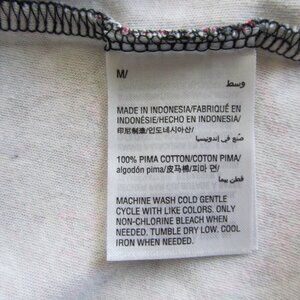 M/
وسط
MADE IN INDONESIA/FABRIQUÉ EN
INDONÉSIE/HECHO EN INDONESIA/
印尼制造/인도네시아산/
صنع في إندونيسيا
100% PIMA COTTON/COTON PIMA/
algodón pima/皮马棉/피마 면/
قطن بيما
MACHINE WASH COLD GENTLE
CYCLE WITH LIKE COLORS. ONLY
NON-CHLORINE BLEACH WHEN
NEEDED. TUMBLE DRY LOW. COOL
IRON WHEN NEEDED.